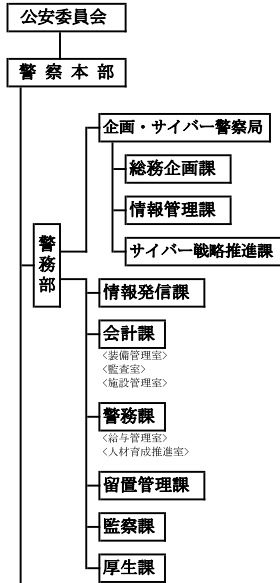 公安委員会
警察本部
企画・サイバー警察局
総務企画課
情報管理課
サイバー戦略推進課
警務部
情報発信課
会計課
<装備管理室>
<監査室>
<施設管理室>
警務課
<給与管理室>
<人材育成推進室>
留置管理課
監察課
厚生課